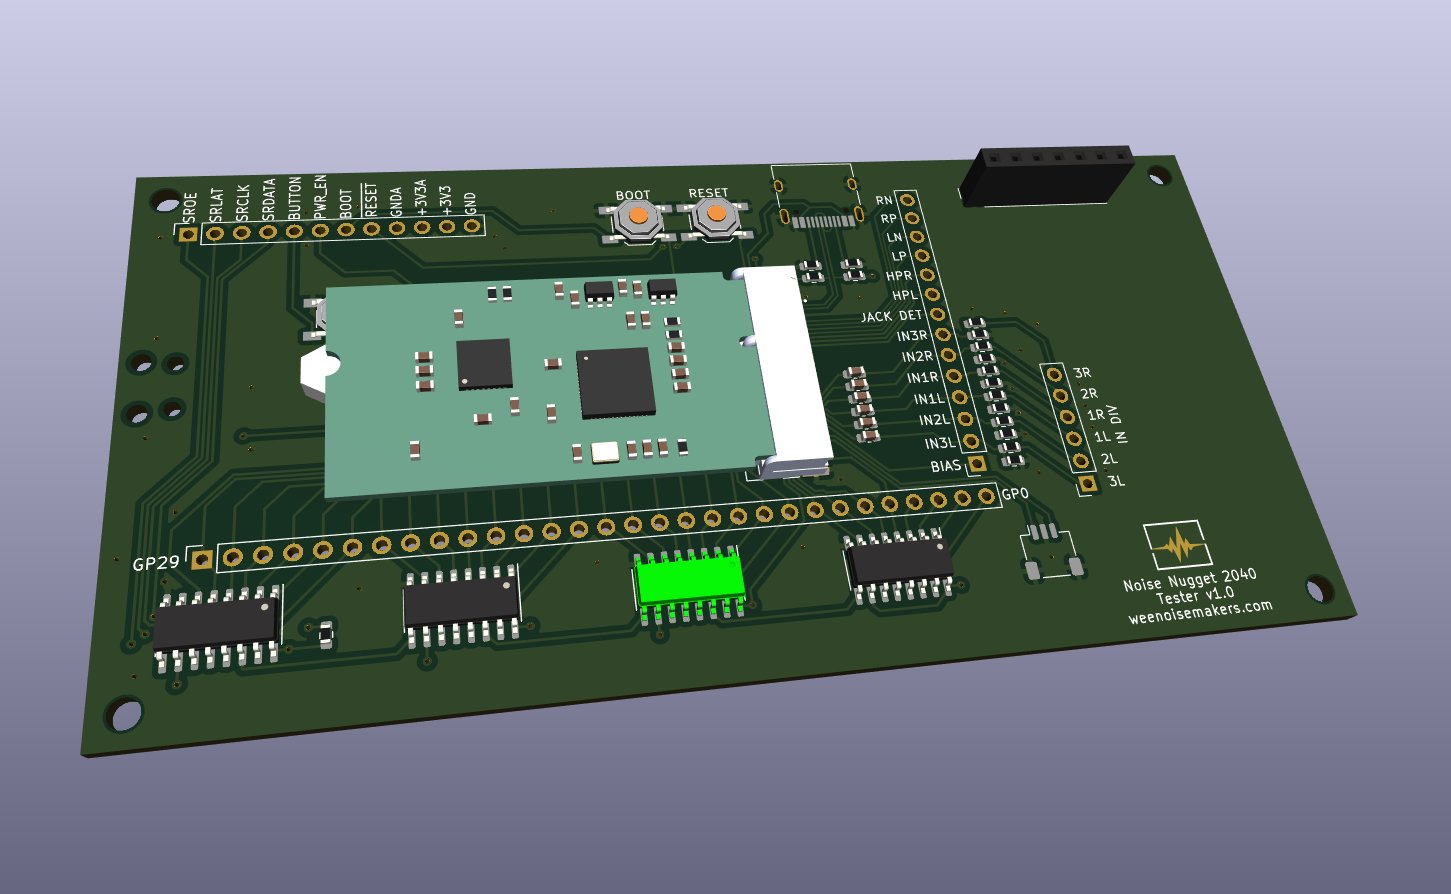 SROE
SRLAT
SRCLK
SRDATA
BUTTON
PWR_EN
BOOT
RESET
GNDA
+3V3A
+3V3
GND
BOOT
RESET
RN
RP
LN
LP
HPR
HPL
JACK DET
IN3R
IN2R
IN1R
IN1L
IN2L
IN3L
BIAS
3R
2R
1R
1L
2L
3L
IN DIV
GP29
GP0
Noise Nugget 2040
Tester v1.0
weenoisemakers.com